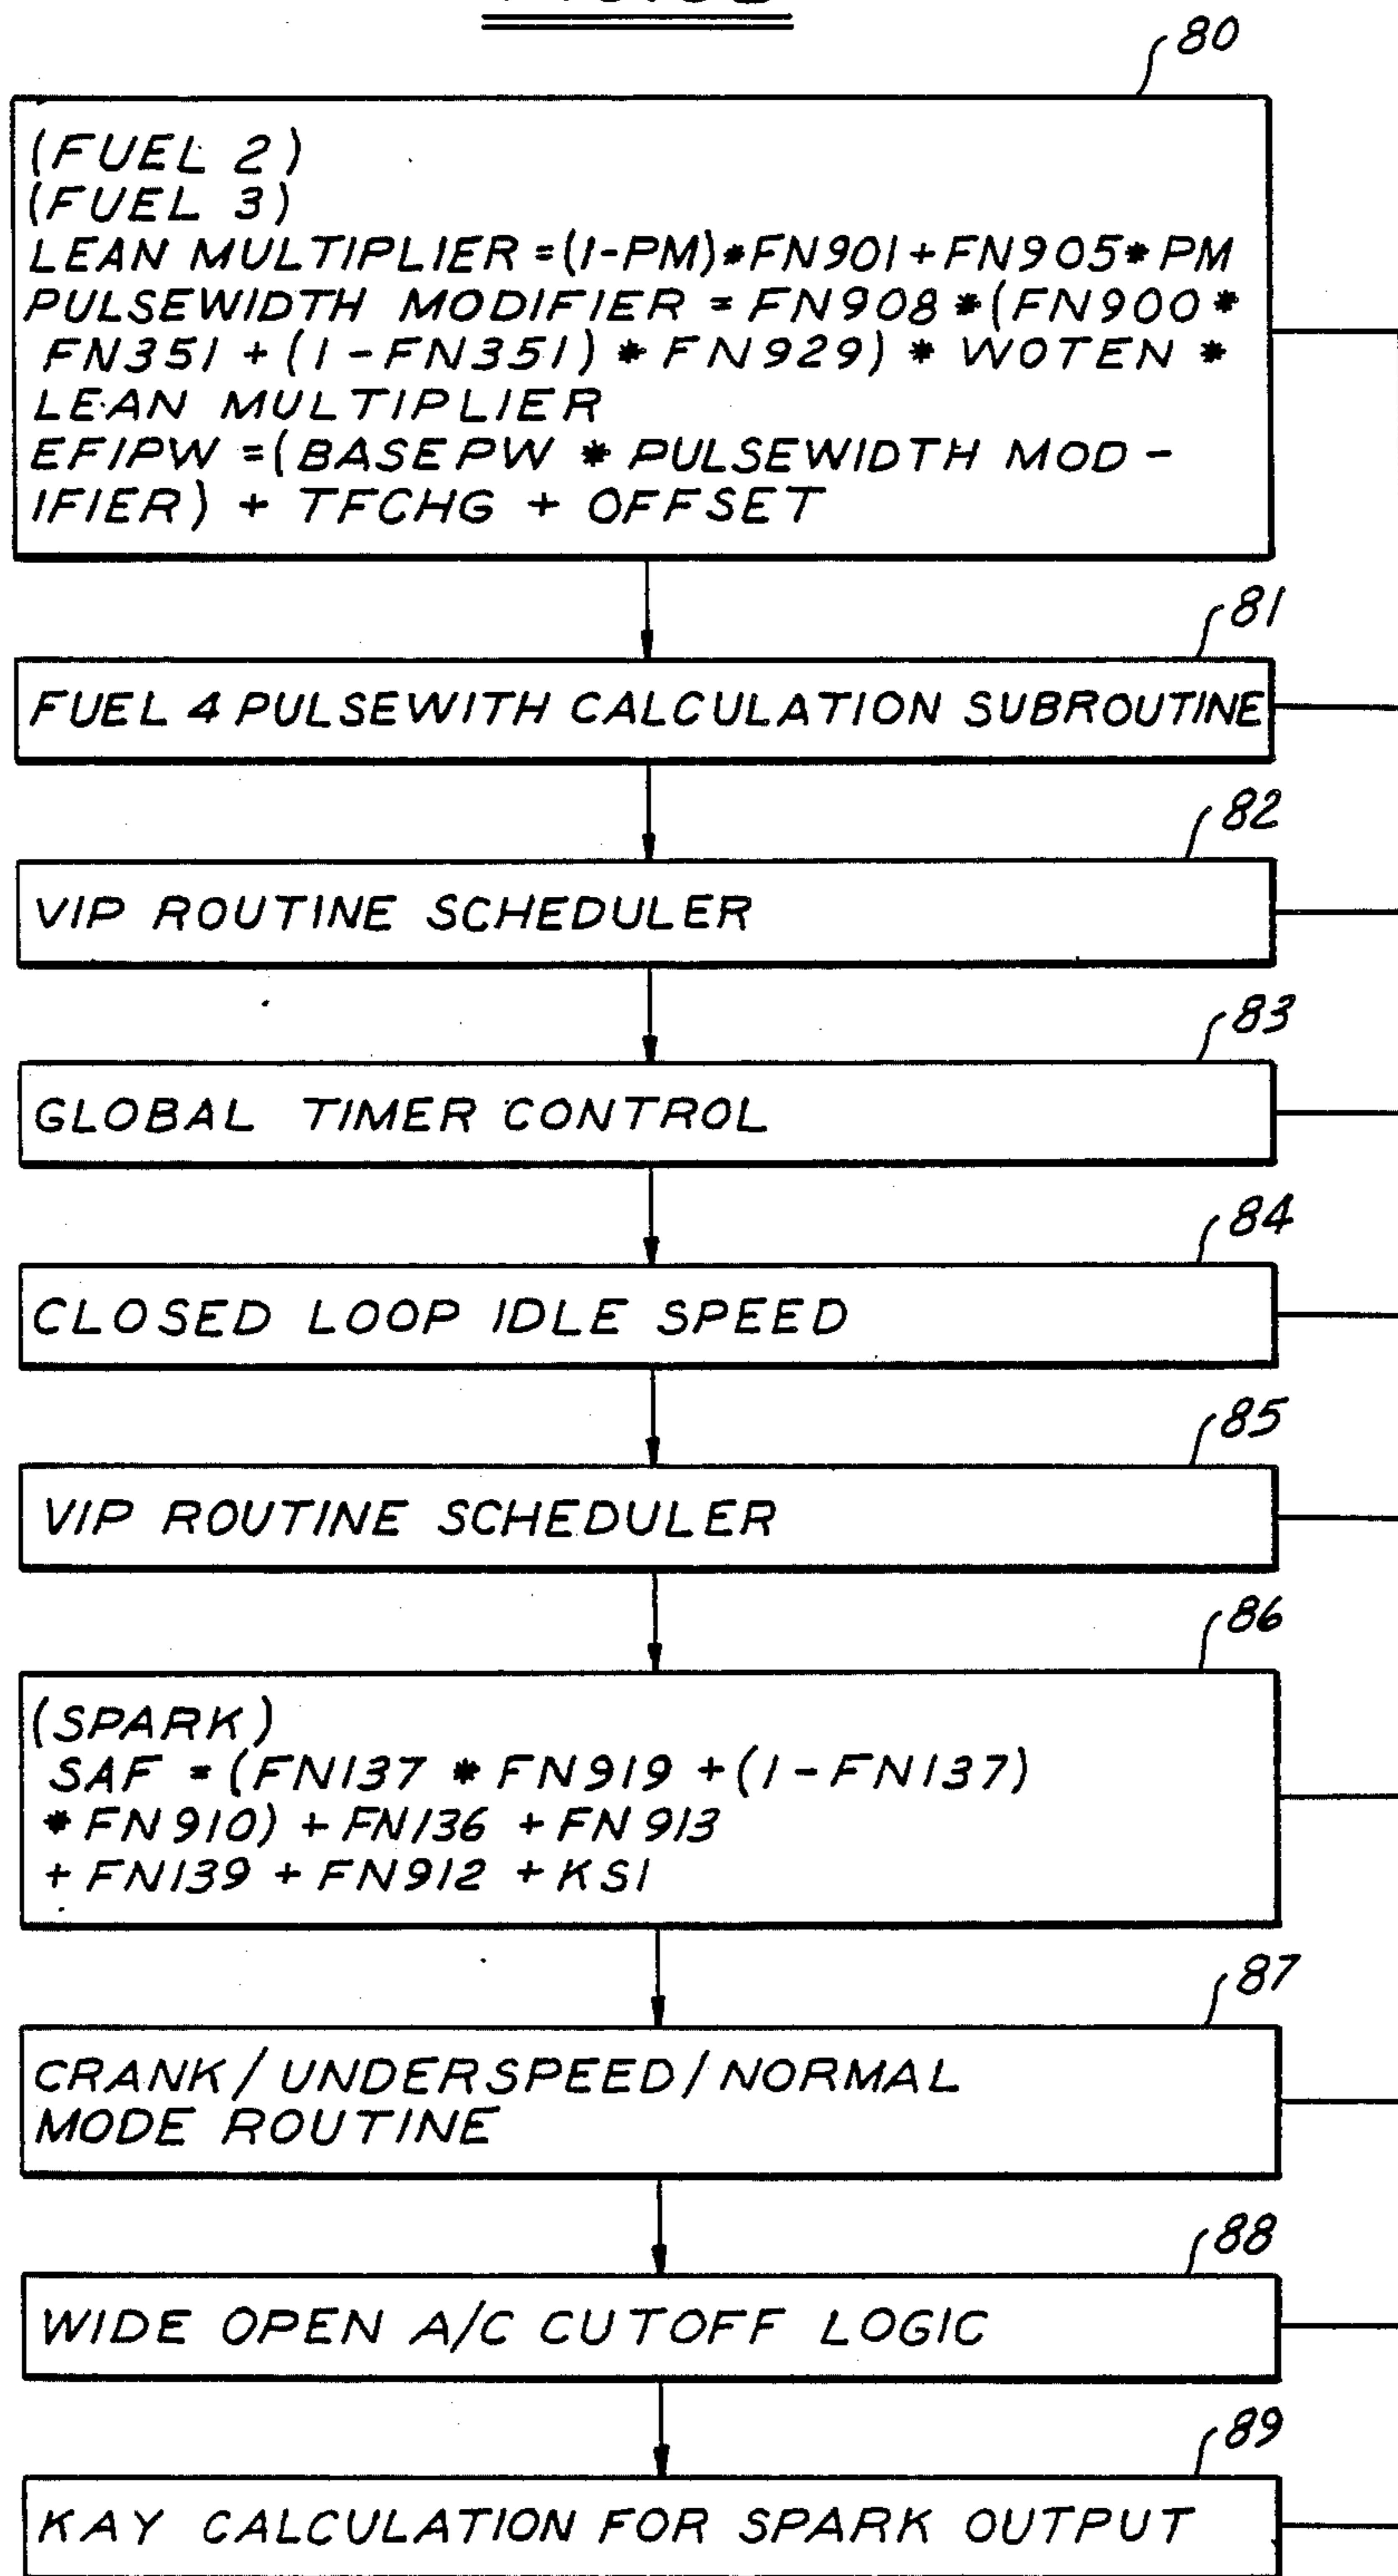 80
(FUEL 2)
(FUEL 3)
LEAN MULTIPLIER =(1-PM)*FN901+FN905*PM
PULSEWIDTH MODIFIER = FN908*(FN900*
FN351 + (1-FN351) * FN929) * WOTEN *
LEAN MULTIPLIER
EFIPW =(BASEPW * PULSEWIDTH MOD-
IFIER) + TFCHG + OFFSET
81
FUEL 4 PULSEWITH CALCULATION SUBROUTINE
82
VIP ROUTINE SCHEDULER
83
GLOBAL TIMER CONTROL
84
CLOSED LOOP IDLE SPEED
85
VIP ROUTINE SCHEDULER
86
(SPARK)
SAF = (FN137 * FN919 +(1-FN137)
* FN910) + FN136 + FN913
+ FN139 + FN912 + KS1
87
CRANK/UNDERSPEED/NORMAL
MODE ROUTINE
88
WIDE OPEN A/C CUTOFF LOGIC
89
KAY CALCULATION FOR SPARK OUTPUT